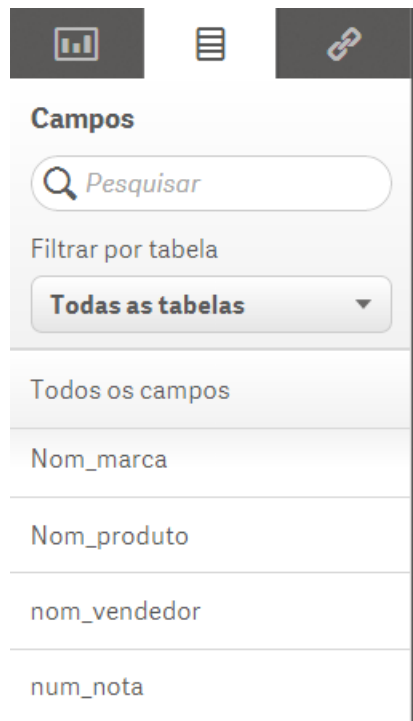 Campos
Pesquisar
Filtrar por tabela
Todas as tabelas
Todos os campos
Nom_marca
Nom_produto
nom_vendedor
num_nota